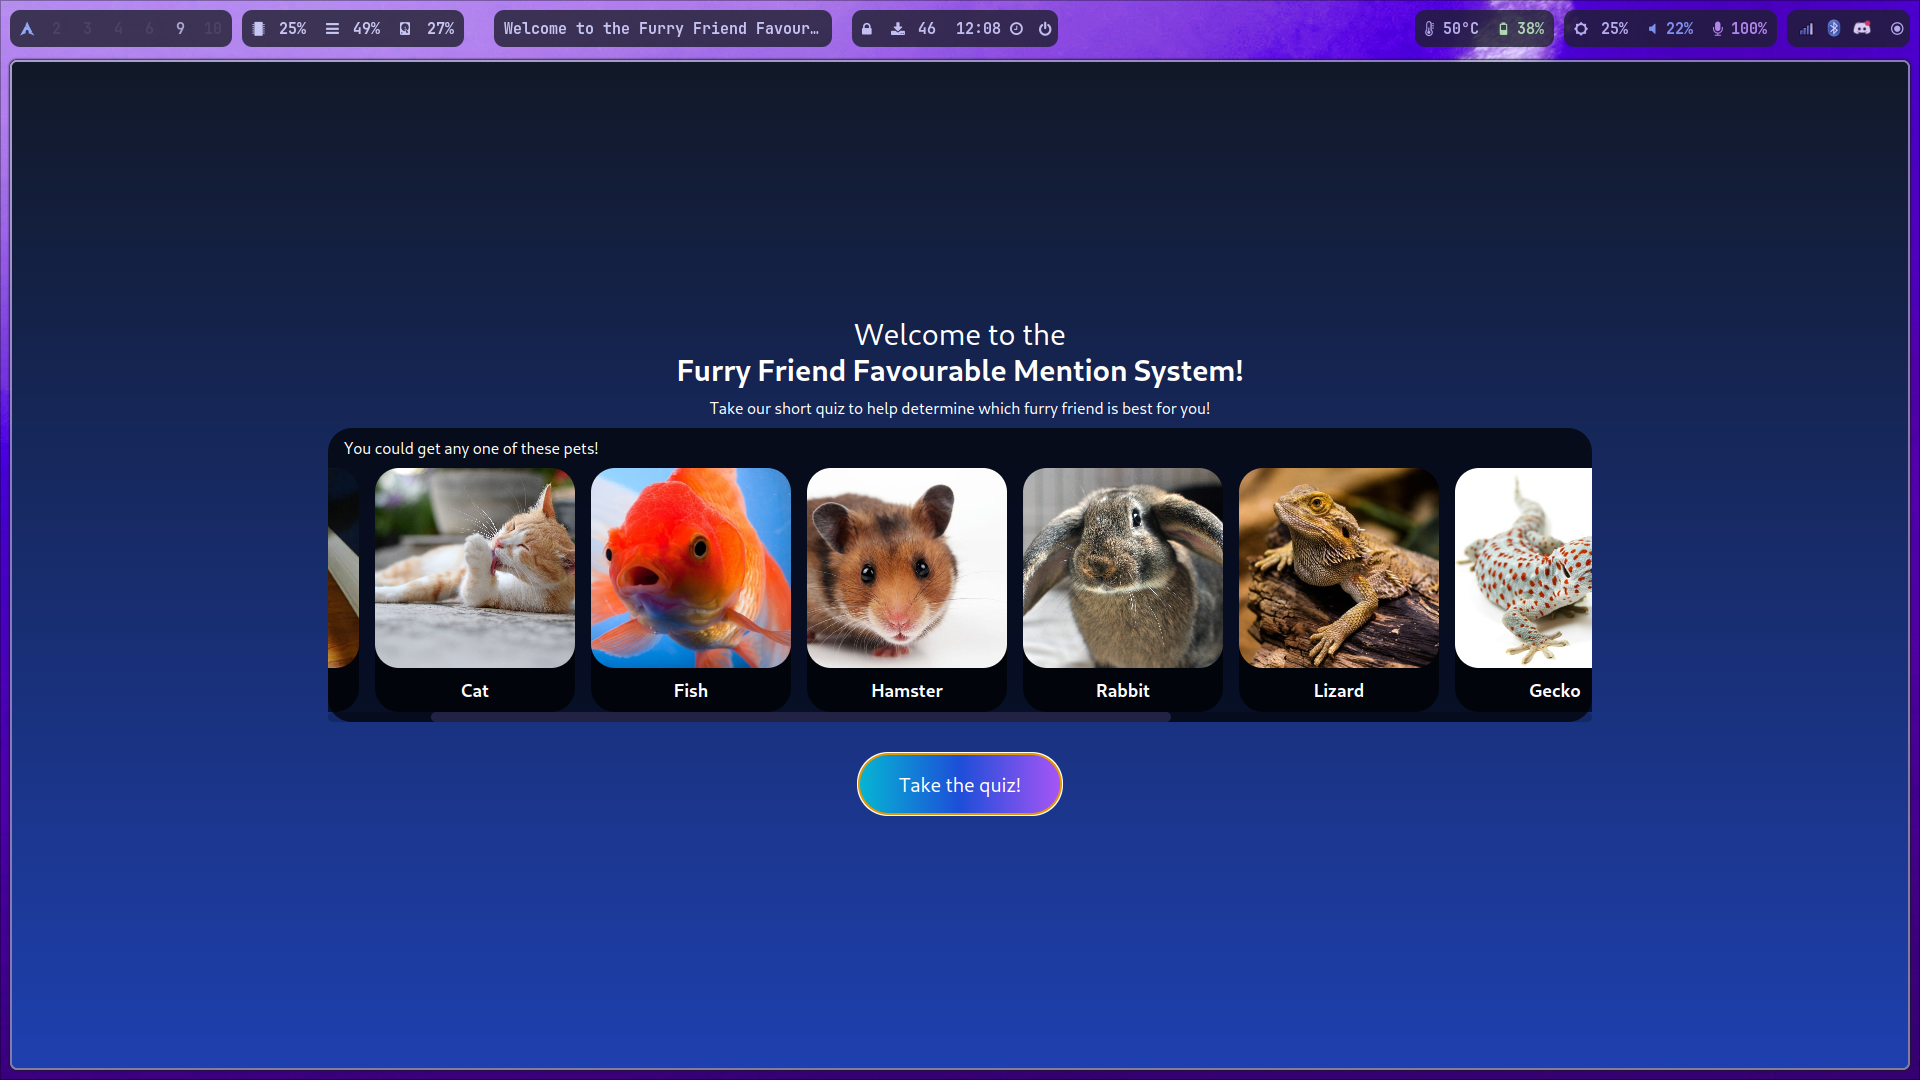 2 3 4 6 9 10 25% 49% 27% Welcome to the Furry Friend Favour… 46 12:08 50°C 38% 25% 22% 100%
Welcome to the
Furry Friend Favourable Mention System!
Take our short quiz to help determine which furry friend is best for you!
You could get any one of these pets!
Cat Fish Hamster Rabbit Lizard Gecko
Take the quiz!